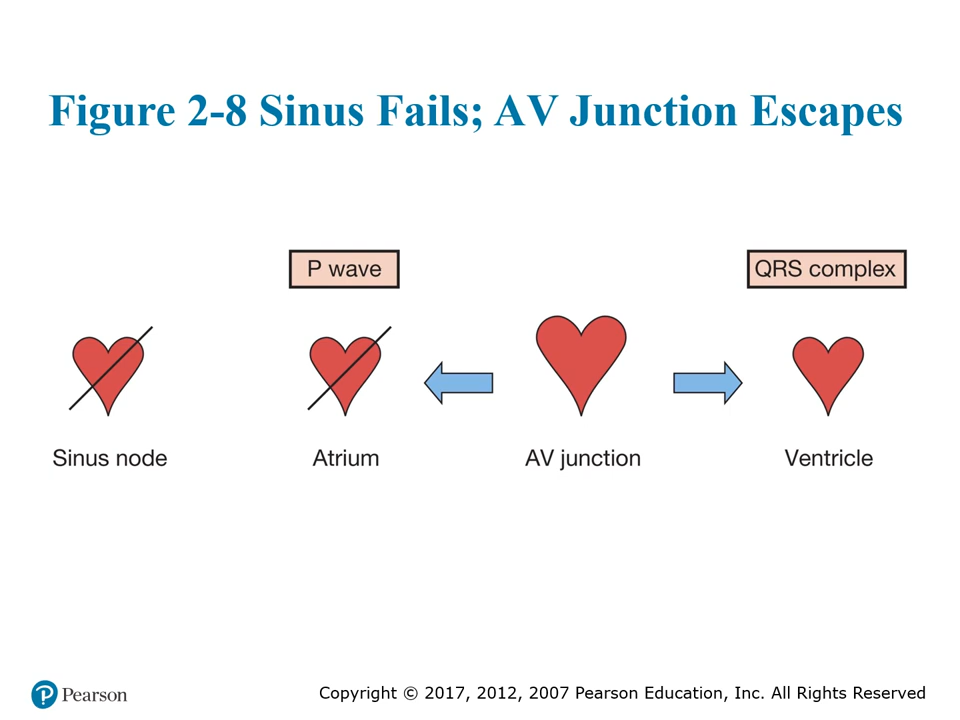 Figure 2-8 Sinus Fails; AV Junction Escapes
P wave
QRS complex
Sinus node
Atrium
AV junction
Ventricle
Pearson
Copyright © 2017, 2012, 2007 Pearson Education, Inc. All Rights Reserved